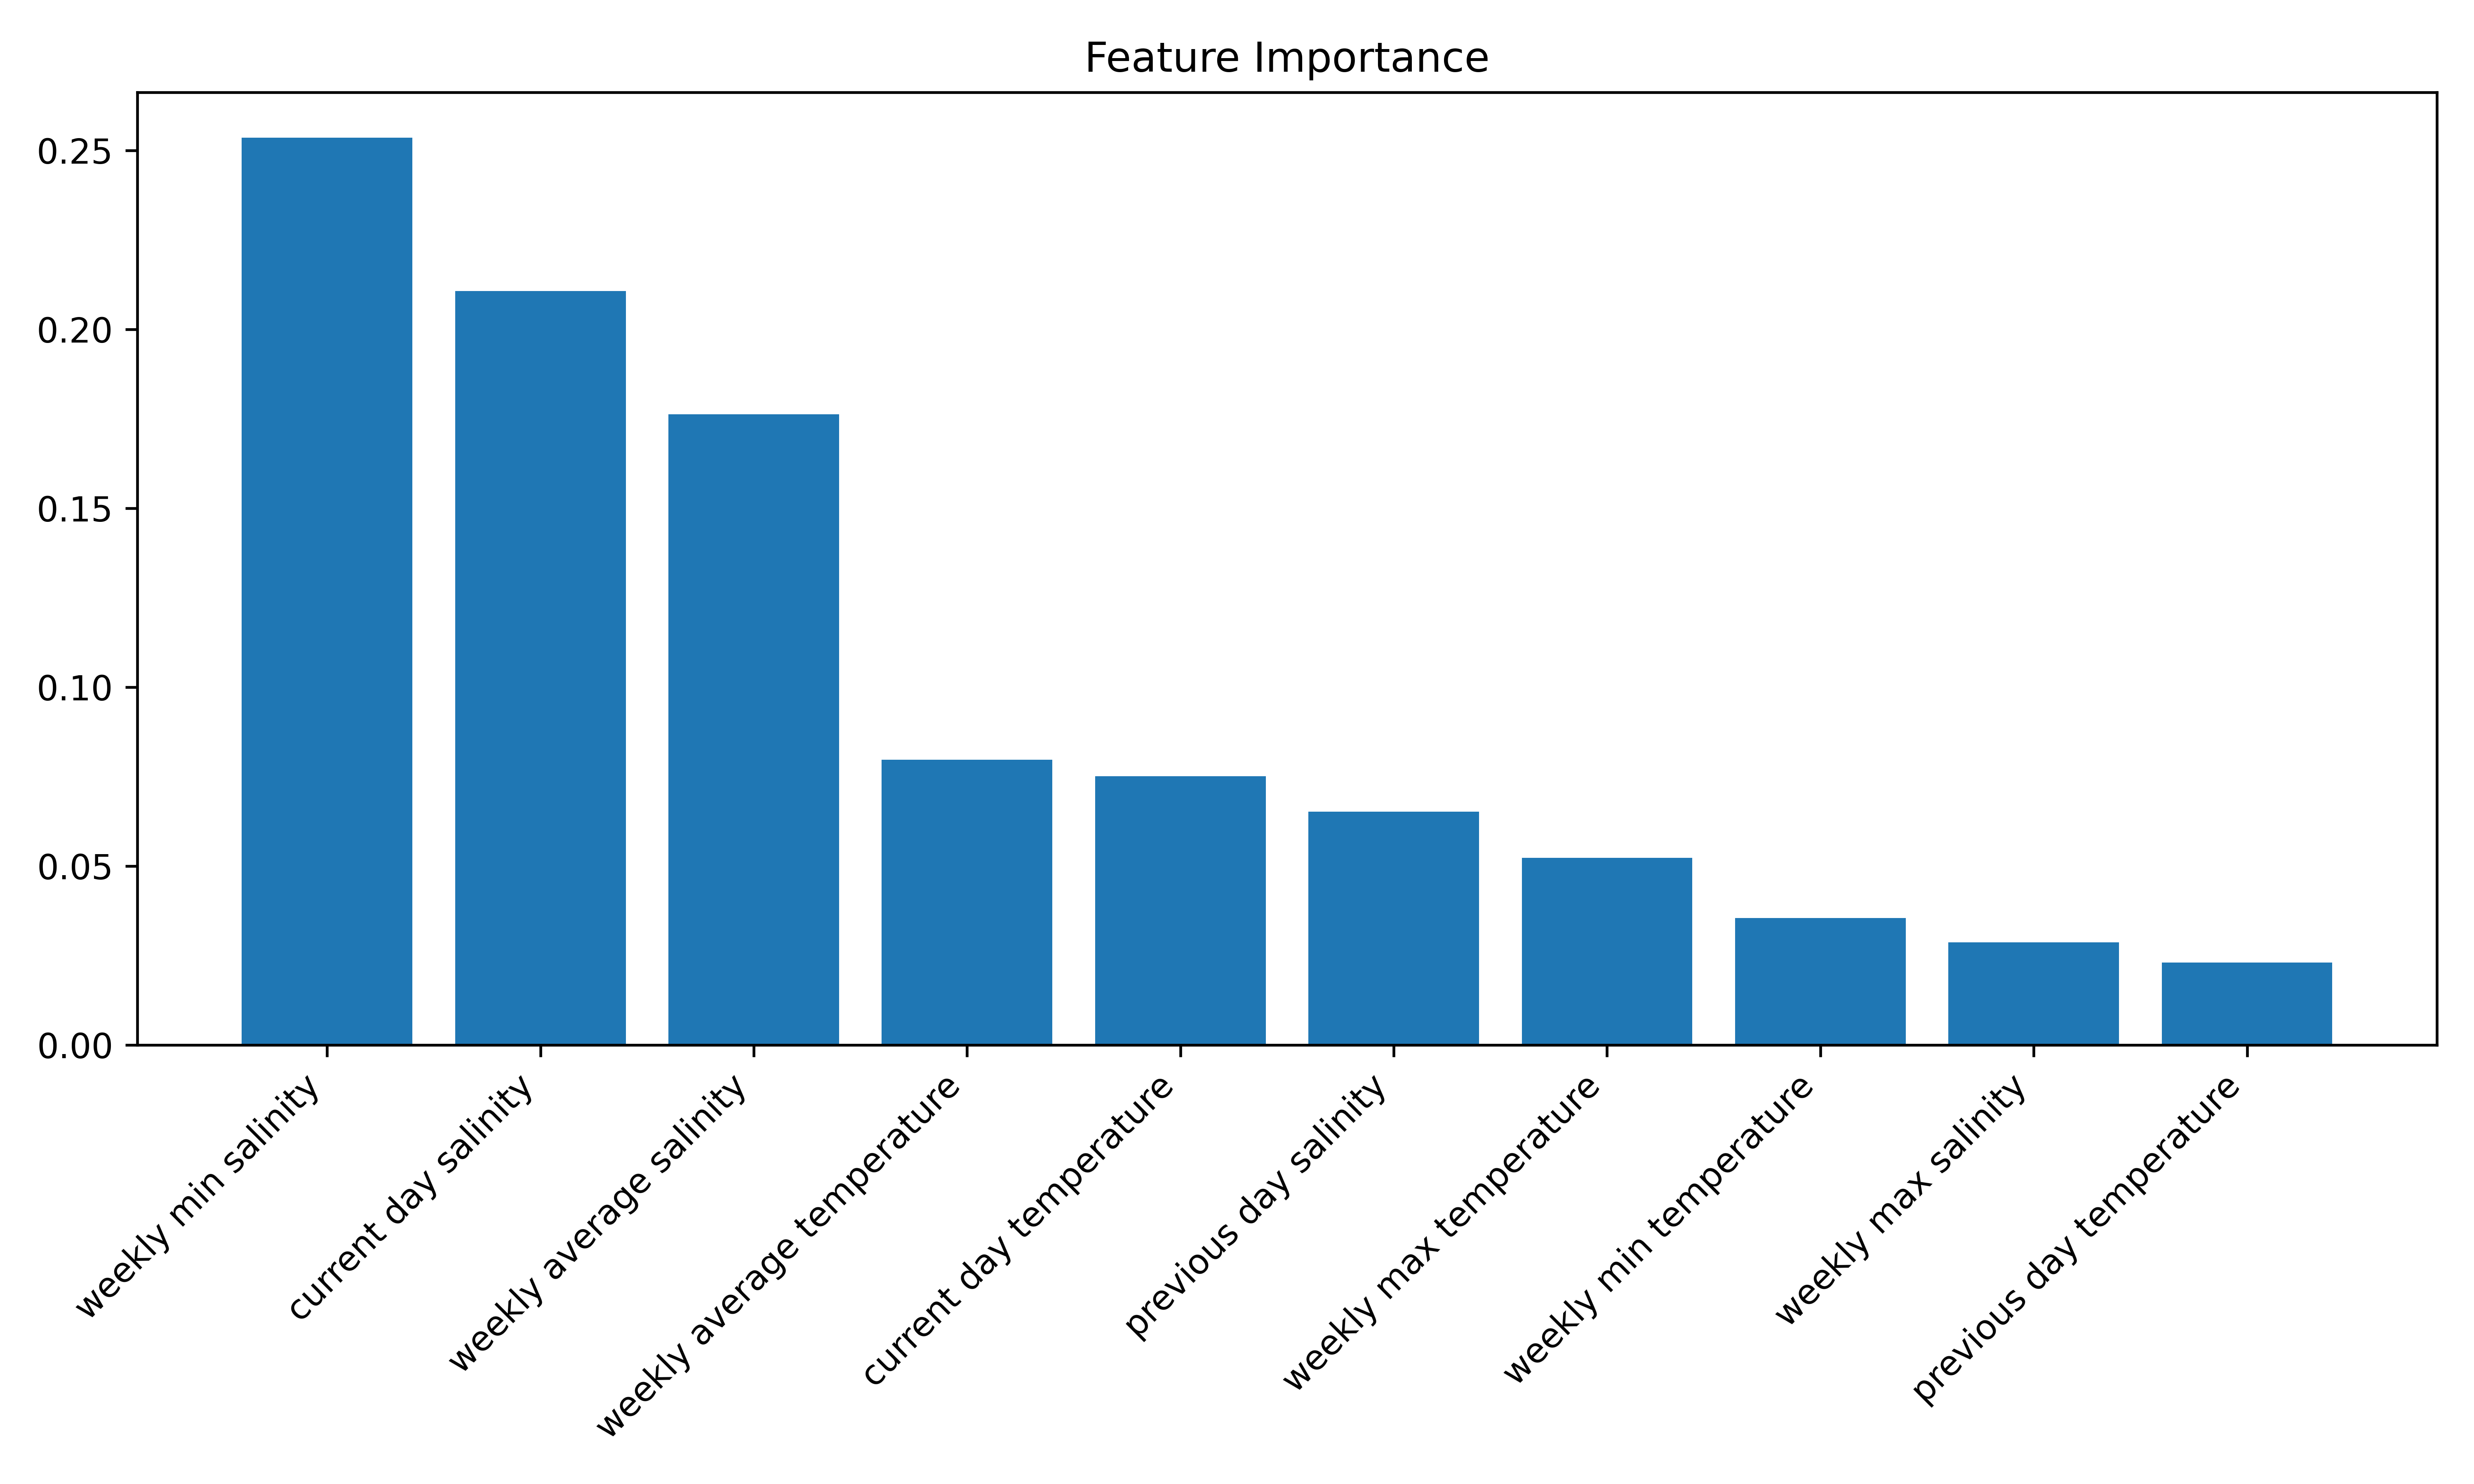 Feature Importance
0.25
0.20
0.15
0.10
0.05
0.00
weekly min salinity
current day salinity
weekly average salinity
weekly average temperature
current day temperature
previous day salinity
weekly max temperature
weekly min temperature
weekly max salinity
previous day temperature